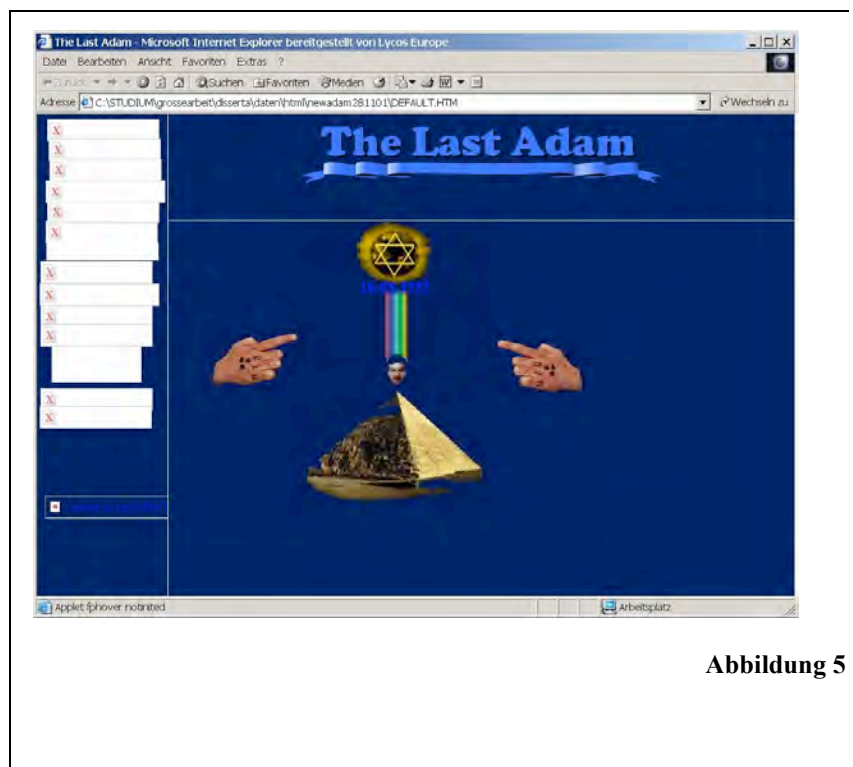 The Last Adam - Microsoft Internet Explorer bereitgestellt von Lycos Europe
Datei Bearbeiten Ansicht Favoriten Extras ?
Zurück Suchen Favoriten Medien
Adresse C:\STUDIUM\grossearbeit\disserta\daten\html\newadam281101\DEFAULT.HTM Wechseln zu
The Last Adam
Applet fphover notinited Arbeitsplatz
Abbildung 5